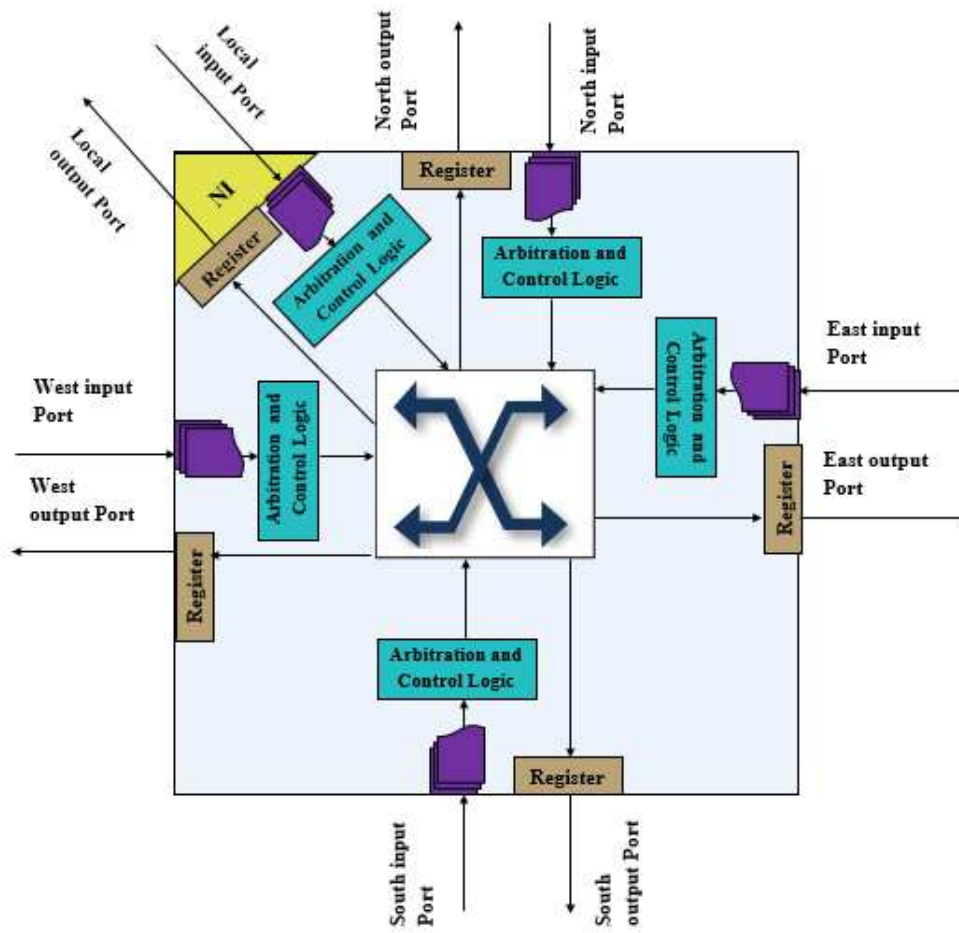 Local
input Port
Local
output Port
North output
Port
North input
Port
NI
Register
Register
Arbitration and
Control Logic
Arbitration and
Control Logic
Arbitration and
Control Logic
East input
Port
West input
Port
Arbitration and
Control Logic
West
output Port
East output
Port
Register
Register
Arbitration and
Control Logic
Register
South input
Port
South
output Port